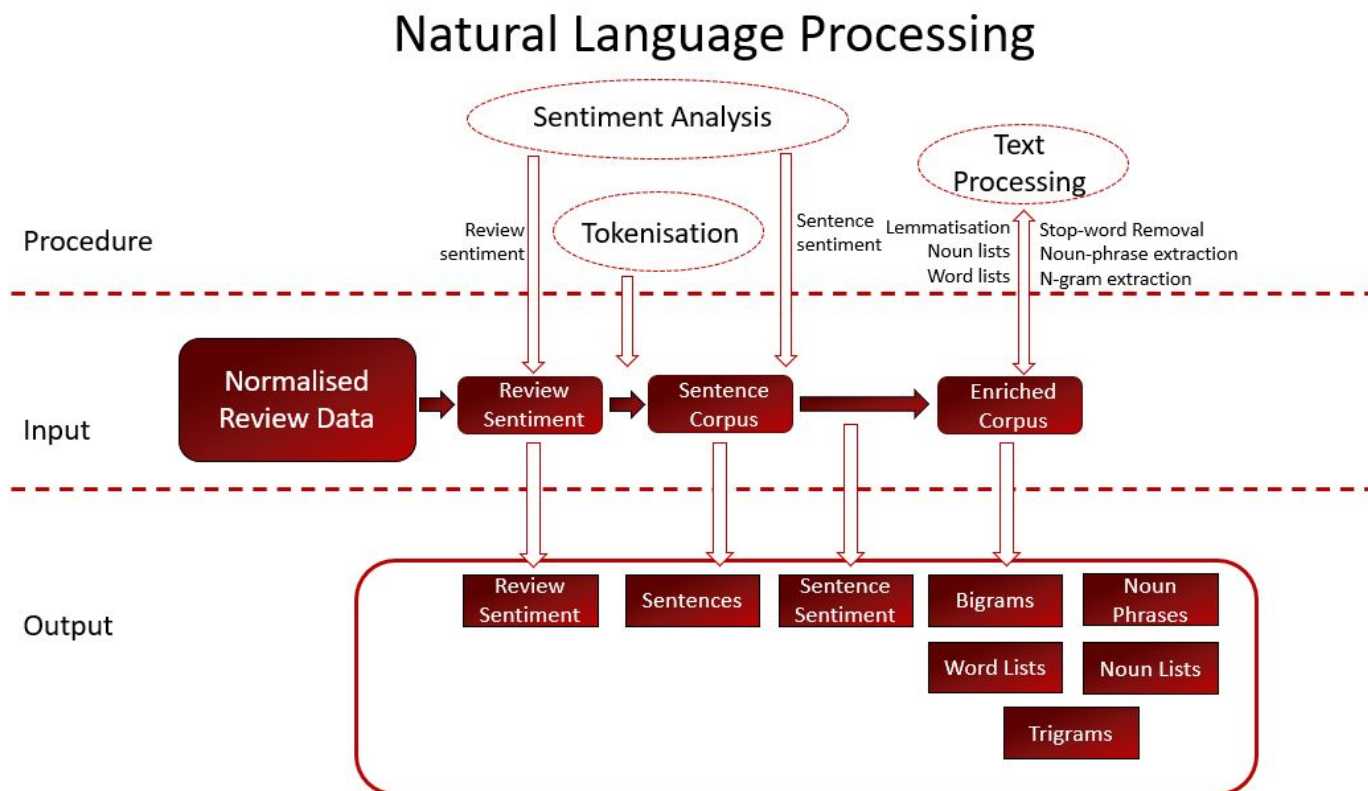 Natural Language Processing
Sentiment Analysis
Text
Processing
Procedure
Review
sentiment
Tokenisation
Sentence
sentiment
Lemmatisation
Noun lists
Word lists
Stop-word Removal
Noun-phrase extraction
N-gram extraction
Input
Normalised
Review Data
Review
Sentiment
Sentence
Corpus
Enriched
Corpus
Output
Review
Sentiment
Sentences
Sentence
Sentiment
Bigrams
Noun
Phrases
Word Lists
Noun Lists
Trigrams